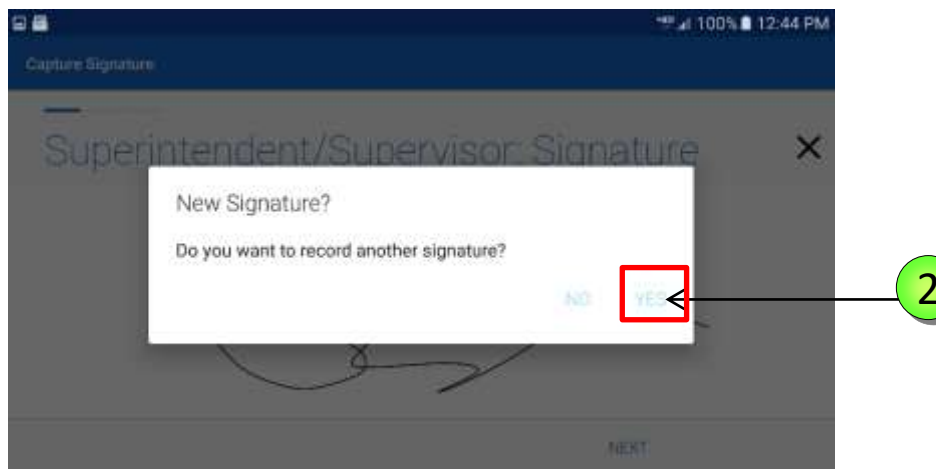 100% 12:44 PM
Capture Signature
Superintendent/Supervisor: Signature
New Signature?
Do you want to record another signature?
NO YES
2
NEXT